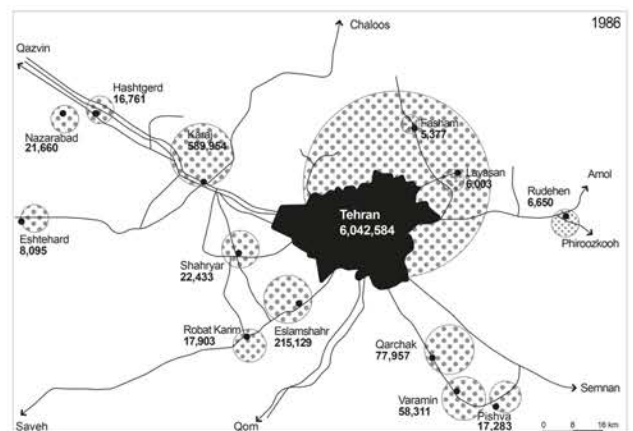 1986
Chaloos
Qazvin
Hashtgerd
16,761
Nazarabad
21,660
Karaj
589,954
Fasham
5,377
Layasan
6,003
Amol
Rudehen
6,650
Phiroozkooh
Tehran
6,042,584
Eshtehard
8,095
Shahryar
22,433
Robat Karim
17,903
Eslamshahr
215,129
Qarchak
77,957
Varamin
58,311
Pishva
17,283
Semnan
Saveh
Qom
0 8 16 km